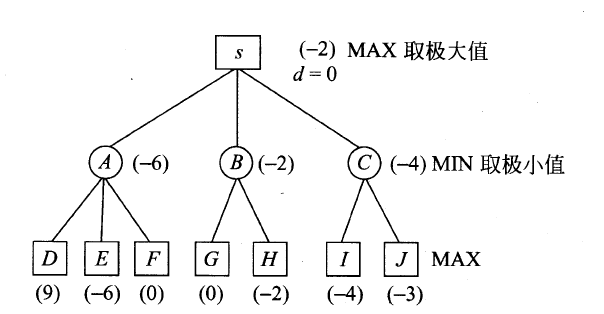 s (−2) MAX 取极大值
d = 0
A (−6) B (−2) C (−4) MIN 取极小值
D E F G H I J MAX
(9) (−6) (0) (0) (−2) (−4) (−3)